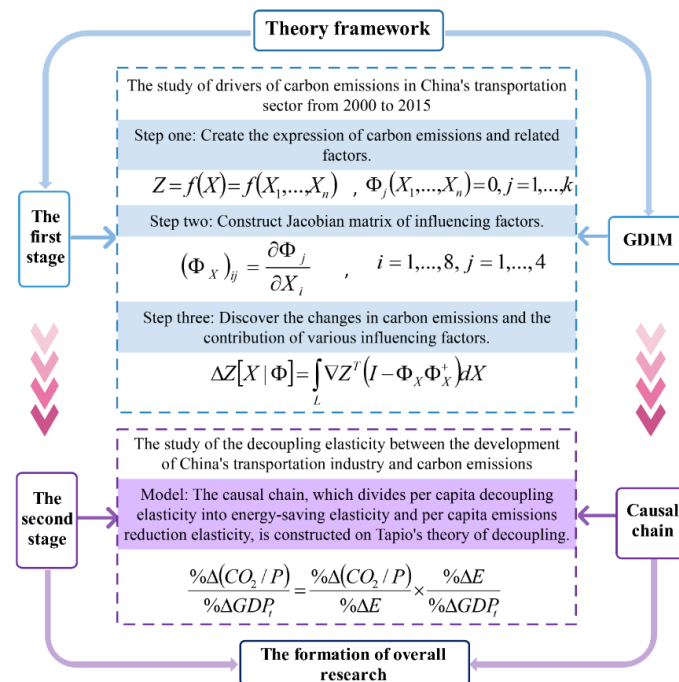 Theory framework
The study of drivers of carbon emissions in China's transportation
sector from 2000 to 2015
Step one: Create the expression of carbon emissions and related
factors.
Z = f(X) = f(X₁,...,Xₙ) , Φⱼ(X₁,...,Xₙ)=0, j=1,...,k
The
first
stage
Step two: Construct Jacobian matrix of influencing factors.
GDIM
(Φ_X)ᵢⱼ = ∂Φⱼ / ∂Xᵢ , i = 1,...,8, j = 1,...,4
Step three: Discover the changes in carbon emissions and the
contribution of various influencing factors.
ΔZ[X | Φ] = ∫_L ∇Zᵀ(I − Φ_X Φ_X⁺)dX
The study of the decoupling elasticity between the development
of China's transportation industry and carbon emissions
The
second
stage
Model: The causal chain, which divides per capita decoupling
elasticity into energy-saving elasticity and per capita emissions
reduction elasticity, is constructed on Tapio's theory of decoupling.
Causal
chain
%Δ(CO₂ / P) / %ΔGDPₜ = %Δ(CO₂ / P) / %ΔE × %ΔE / %ΔGDPₜ
The formation of overall
research